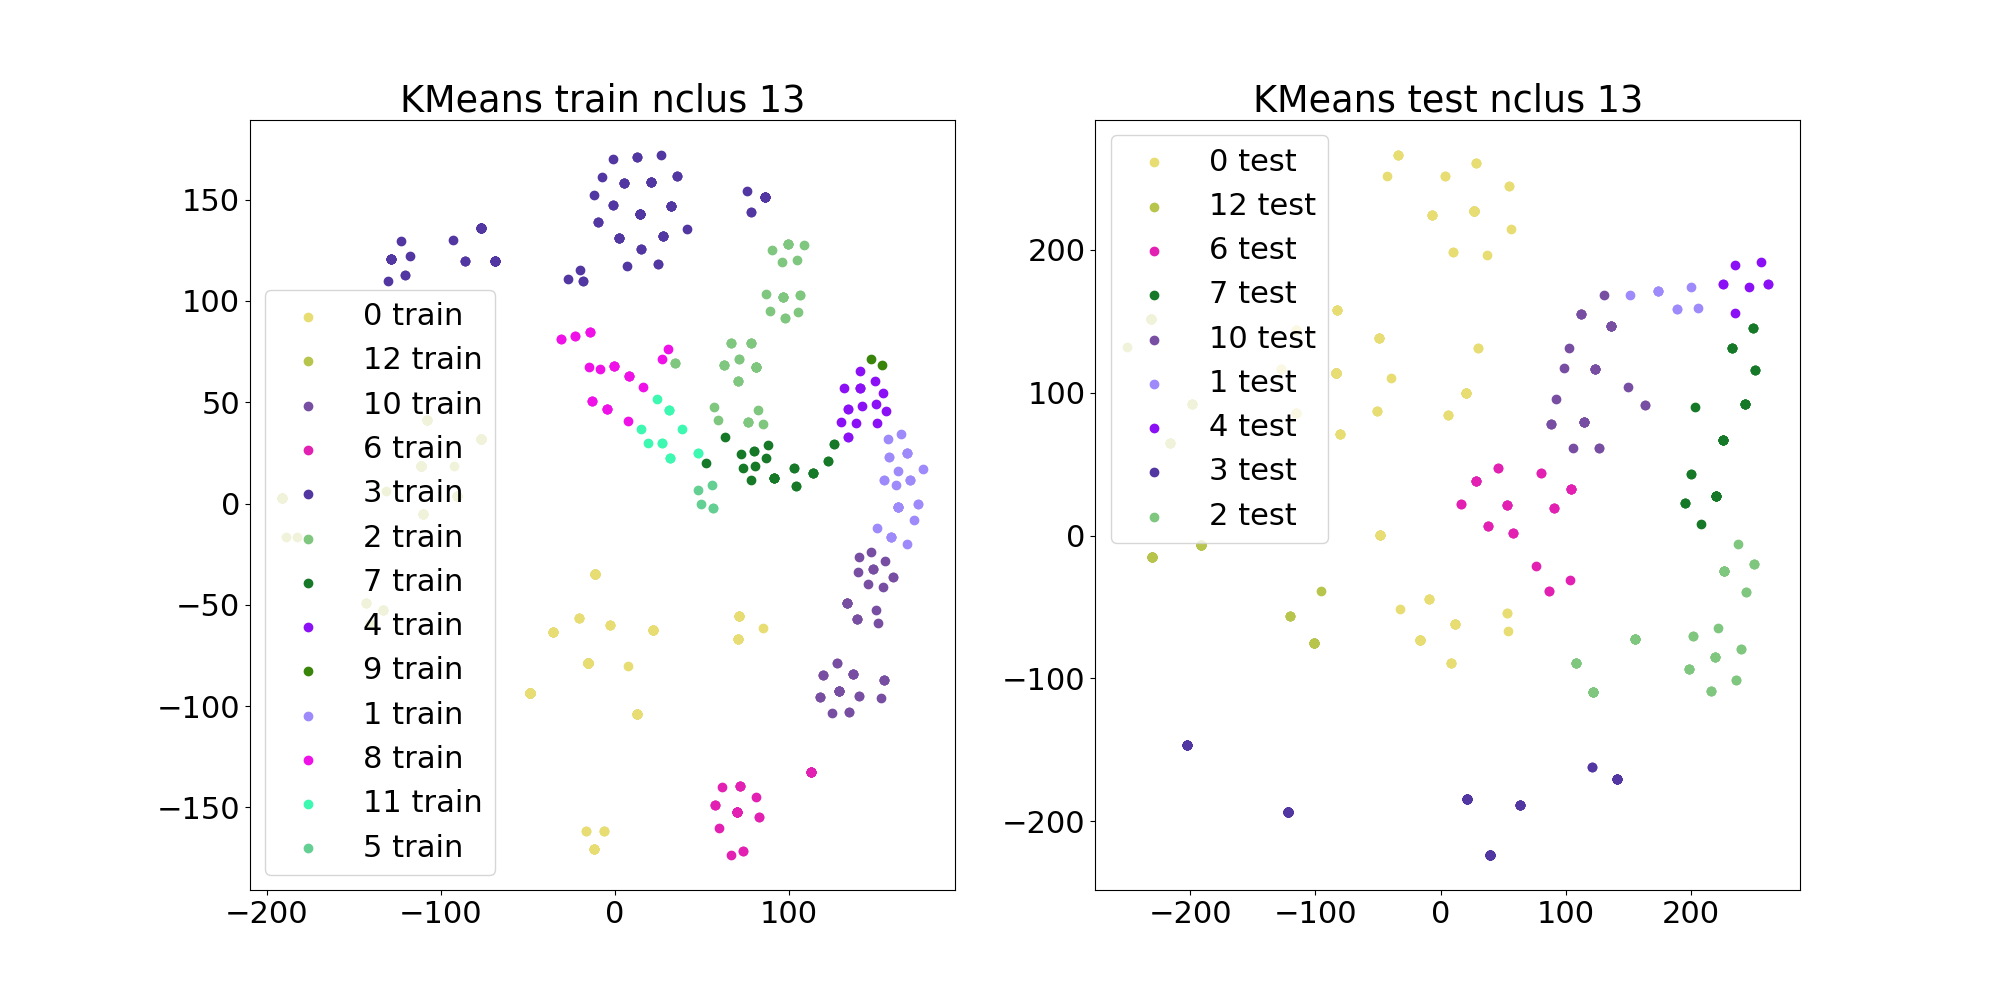 KMeans train nclus 13
150
100
50
0
−50
−100
−150
−200
−100
0
100
0 train
12 train
10 train
6 train
3 train
2 train
7 train
4 train
9 train
1 train
8 train
11 train
5 train
KMeans test nclus 13
200
100
0
−100
−200
−200
−100
0
100
200
0 test
12 test
6 test
7 test
10 test
1 test
4 test
3 test
2 test